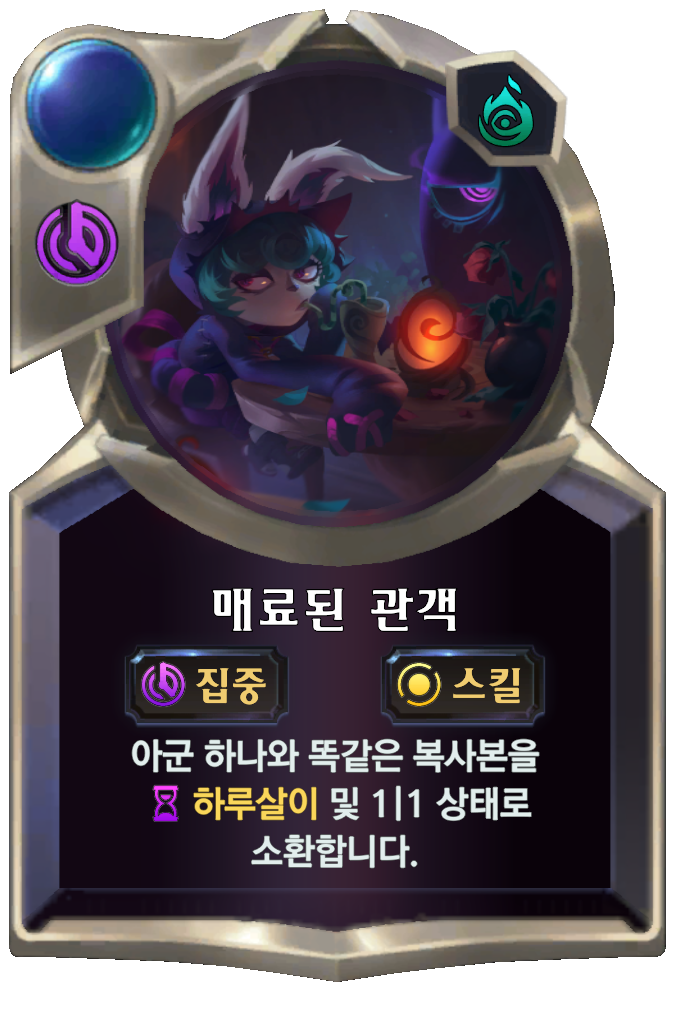 매료된 관객
집중 스킬
아군 하나와 똑같은 복사본을
하루살이 및 1|1 상태로
소환합니다.